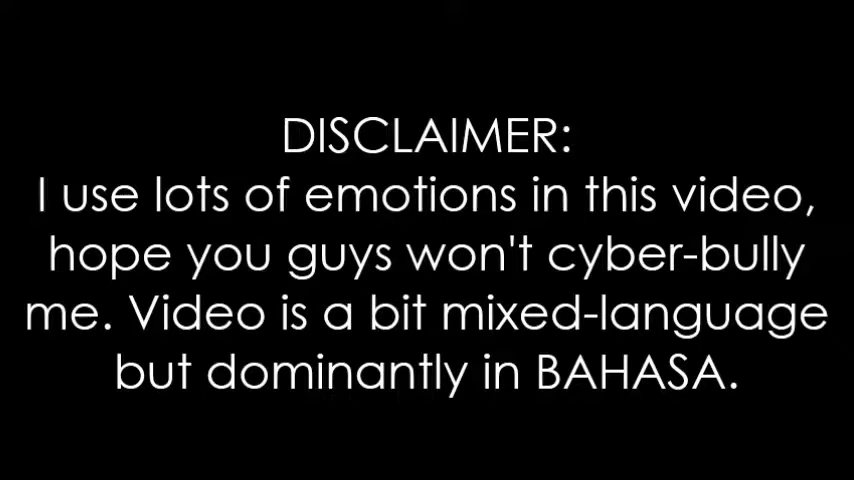 DISCLAIMER:
I use lots of emotions in this video,
hope you guys won't cyber-bully
me. Video is a bit mixed-language
but dominantly in BAHASA.